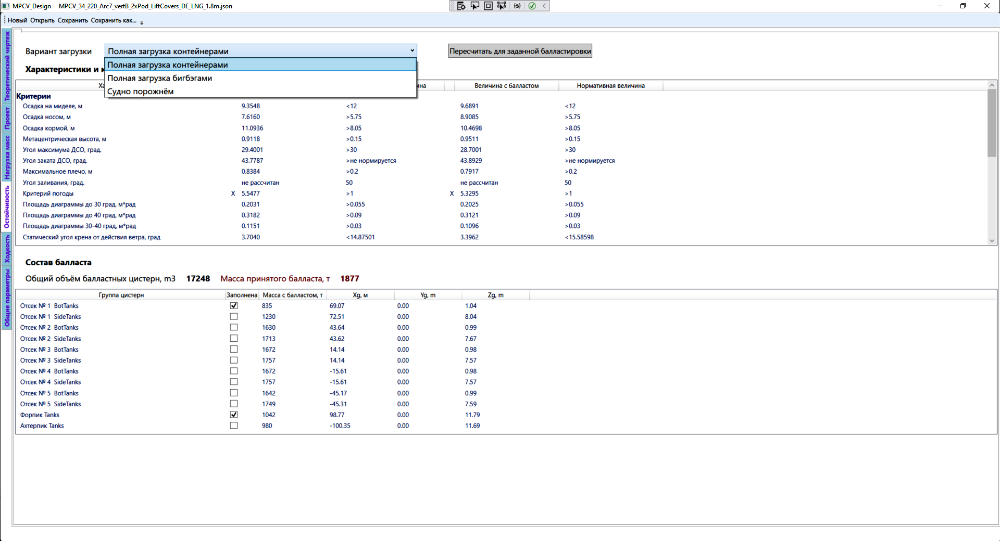 MPCV_Design MPCV_34_220_Arc7_vertB_2xPod_LiftCovers_DE_LNG_1.8m.json
Новый Открыть Сохранить Сохранить как...
Теоретический чертеж
Проект
Нагрузка масс
Остойчивость
Ходкость
Общие параметры
Вариант загрузки Полная загрузка контейнерами Пересчитать для заданной балластировки
Полная загрузка контейнерами
Полная загрузка бигбэгами
Судно порожнём
Характеристики и к
Ха ина Величина с балластом Нормативная величина
Критерии
Осадка на миделе, м 9.3548 <12 9.6891 <12
Осадка носом, м 7.6160 >5.75 8.9085 >5.75
Осадка кормой, м 11.0936 >8.05 10.4698 >8.05
Метацентрическая высота, м 0.9118 >0.15 0.9511 >0.15
Угол максимума ДСО, град. 29.4001 >30 28.7001 >30
Угол заката ДСО, град. 43.7787 >не нормируется 43.8929 >не нормируется
Максимальное плечо, м 0.8384 >0.2 0.7917 >0.2
Угол заливания, град. не рассчитан 50 не рассчитан 50
Критерий погоды X 5.5477 >1 X 5.3295 >1
Площадь диаграммы до 30 град, м*рад 0.2031 >0.055 0.2025 >0.055
Площадь диаграммы до 40 град, м*рад 0.3182 >0.09 0.3121 >0.09
Площадь диаграммы 30-40 град, м*рад 0.1151 >0.03 0.1096 >0.03
Статический угол крена от действия ветра, град 3.7040 <14.87501 3.3962 <15.58598
Состав балласта
Общий объём балластных цистерн, m3 17248 Масса принятого балласта, т 1877
Группа цистерн Заполнена Масса с балластом, т Xg, м Yg, m Zg, m
Отсек № 1 BotTanks 835 69.07 0.00 1.04
Отсек № 1 SideTanks 1230 72.51 0.00 8.04
Отсек № 2 BotTanks 1630 43.64 0.00 0.99
Отсек № 2 SideTanks 1713 43.62 0.00 7.67
Отсек № 3 BotTanks 1672 14.14 0.00 0.98
Отсек № 3 SideTanks 1757 14.14 0.00 7.57
Отсек № 4 BotTanks 1672 -15.61 0.00 0.98
Отсек № 4 SideTanks 1757 -15.61 0.00 7.57
Отсек № 5 BotTanks 1642 -45.17 0.00 0.99
Отсек № 5 SideTanks 1749 -45.31 0.00 7.59
Форпик Tanks 1042 98.77 0.00 11.79
Ахтерпик Tanks 980 -100.35 0.00 11.69